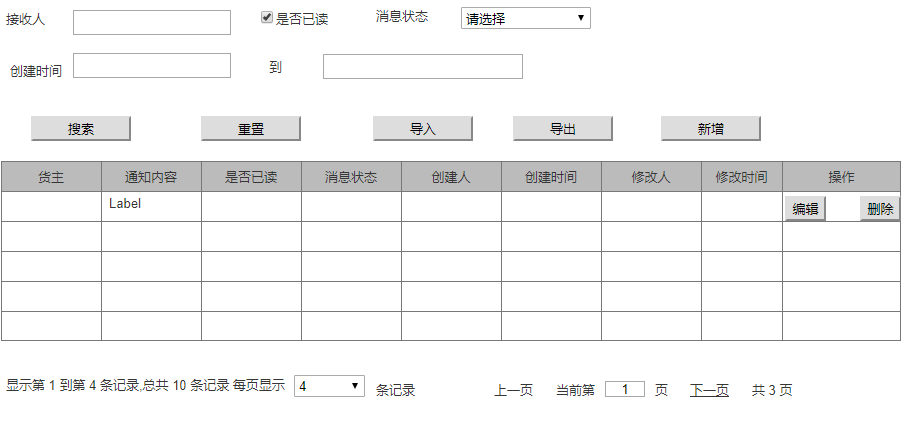 接收人 是否已读 消息状态 请选择
创建时间 到
搜索 重置 导入 导出 新增
货主 通知内容 是否已读 消息状态 创建人 创建时间 修改人 修改时间 操作
Label 编辑 删除
显示第 1 到第 4 条记录,总共 10 条记录 每页显示 4 条记录 上一页 当前第 1 页 下一页 共 3 页